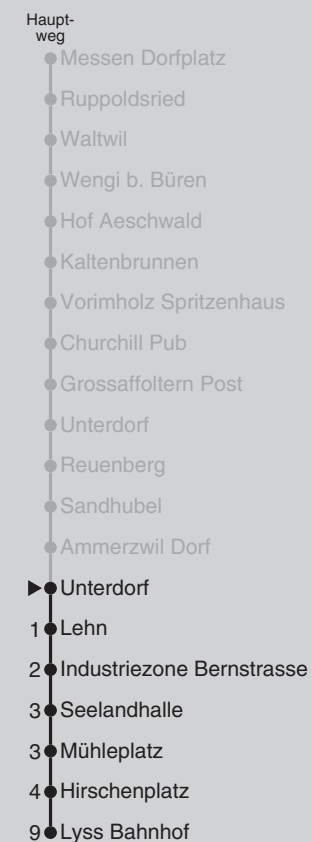 Haupt-
weg
Messen Dorfplatz
Ruppoldsried
Waltwil
Wengi b. Büren
Hof Aeschwald
Kaltenbrunnen
Vorimholz Spritzenhaus
Churchill Pub
Grossaffoltern Post
Unterdorf
Reuenberg
Sandhubel
Ammerzwil Dorf
Unterdorf
1 Lehn
2 Industriezone Bernstrasse
3 Seelandhalle
3 Mühleplatz
4 Hirschenplatz
9 Lyss Bahnhof